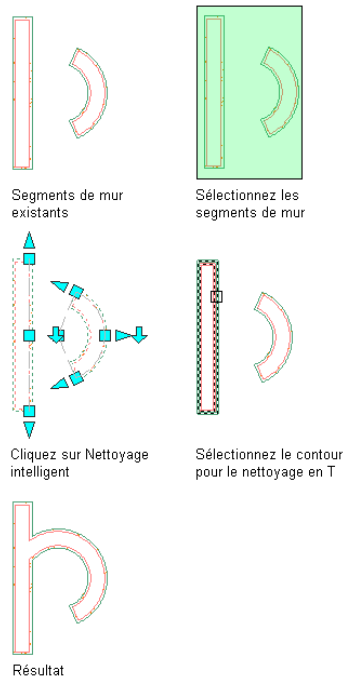 Segments de mur
existants
Sélectionnez les
segments de mur
Cliquez sur Nettoyage
intelligent
Sélectionnez le contour
pour le nettoyage en T
Résultat